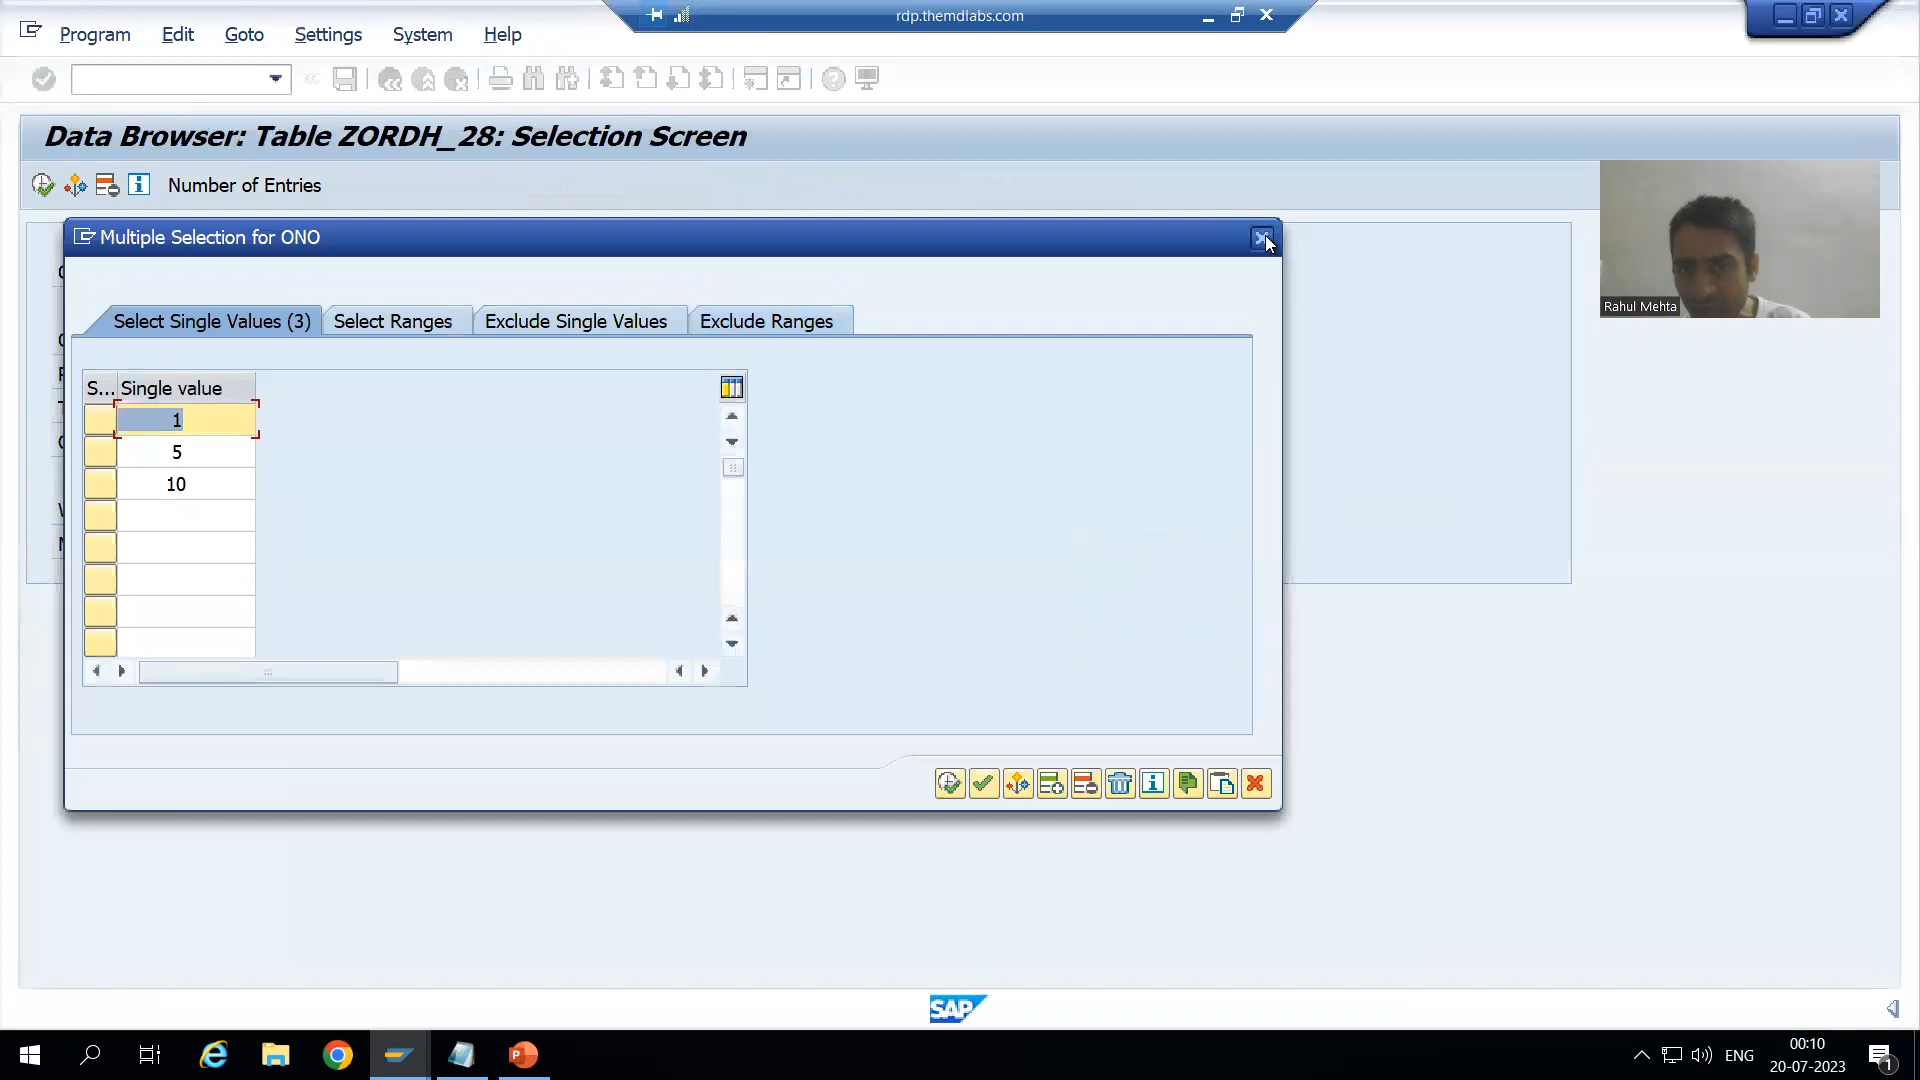 rdp.themdlabs.com
Program Edit Goto Settings System Help
Data Browser: Table ZORDH_28: Selection Screen
Number of Entries
Multiple Selection for ONO
Rahul Mehta
Select Single Values (3) Select Ranges Exclude Single Values Exclude Ranges
S... Single value
1
5
10
SAP
00:10
ENG
20-07-2023
1